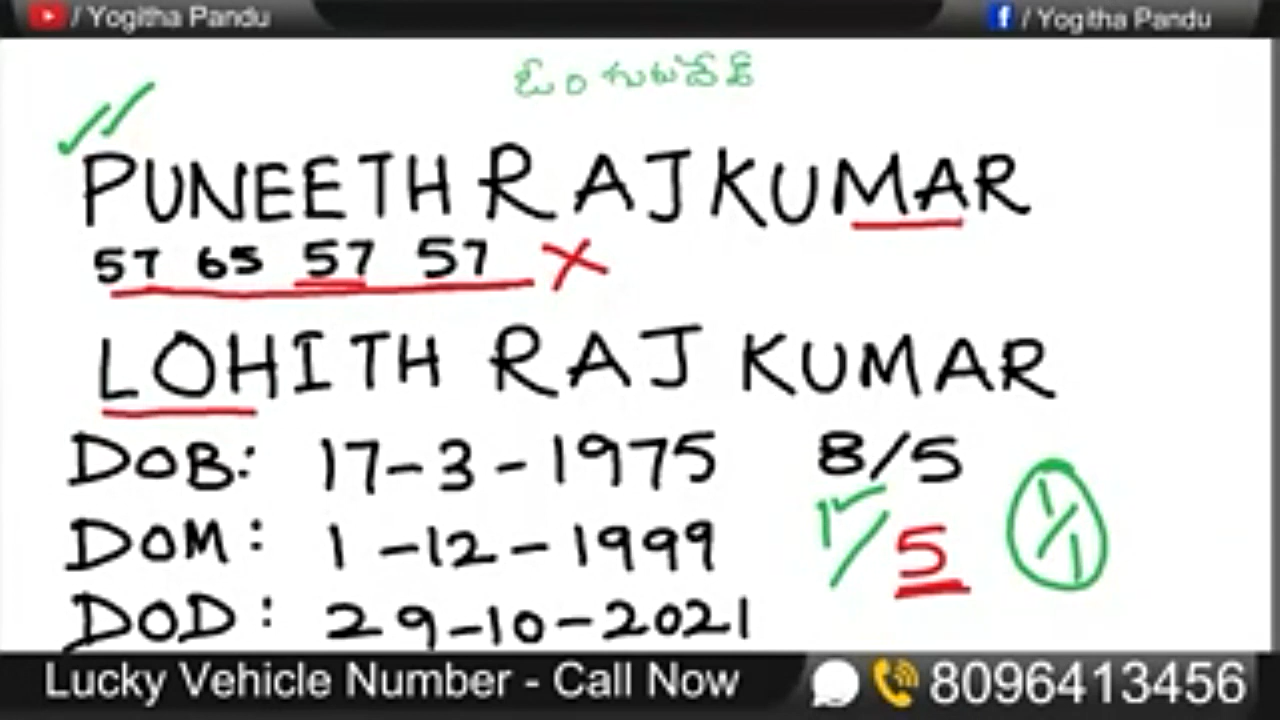 / Yogitha Pandu
/ Yogitha Pandu
ఓం గురుదేవ్
PUNEETH RAJKUMAR
57 65 57 57 X
LOHITH RAJ KUMAR
DOB: 17-3-1975 8/5
DOM: 1-12-1999 1/5 1/1
DOD: 29-10-2021
Lucky Vehicle Number - Call Now 8096413456